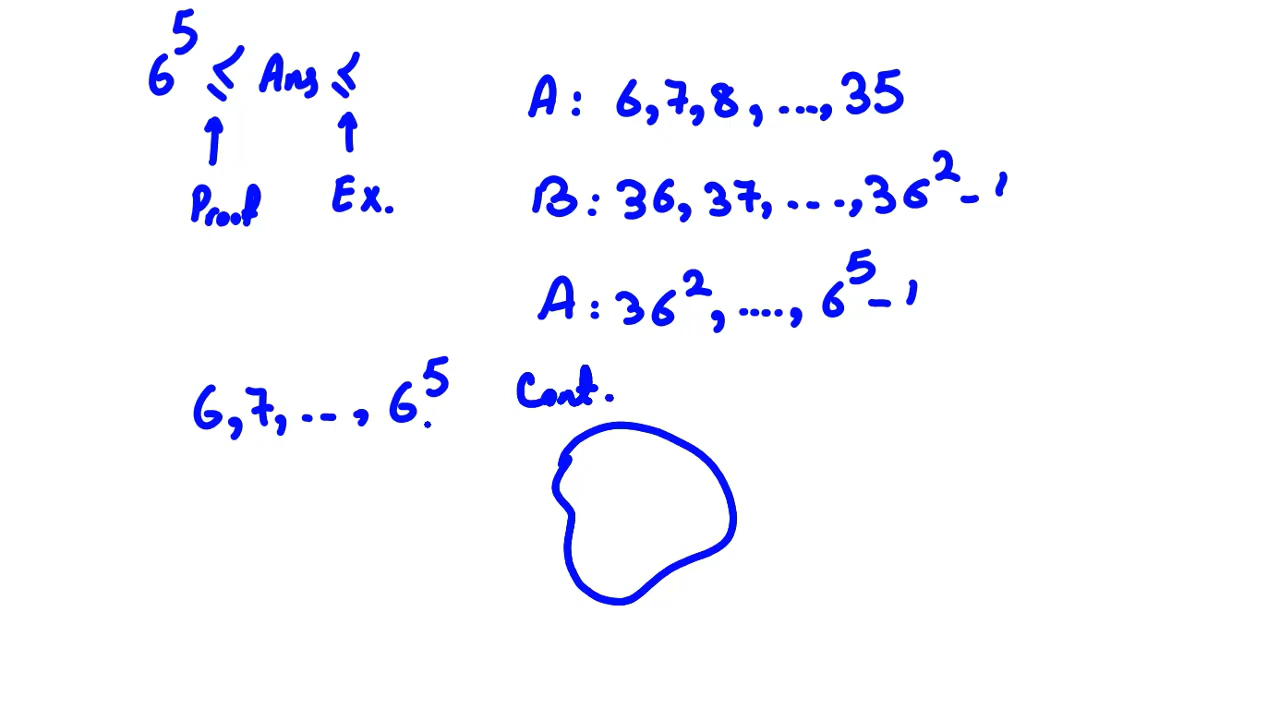 6^5 ≤ Ans ≤
Proof
Ex.
A: 6, 7, 8, ..., 35
B: 36, 37, ...., 36^2 - 1
A: 36^2, ....., 6^5 - 1
6, 7, ..., 6^5
Cont.